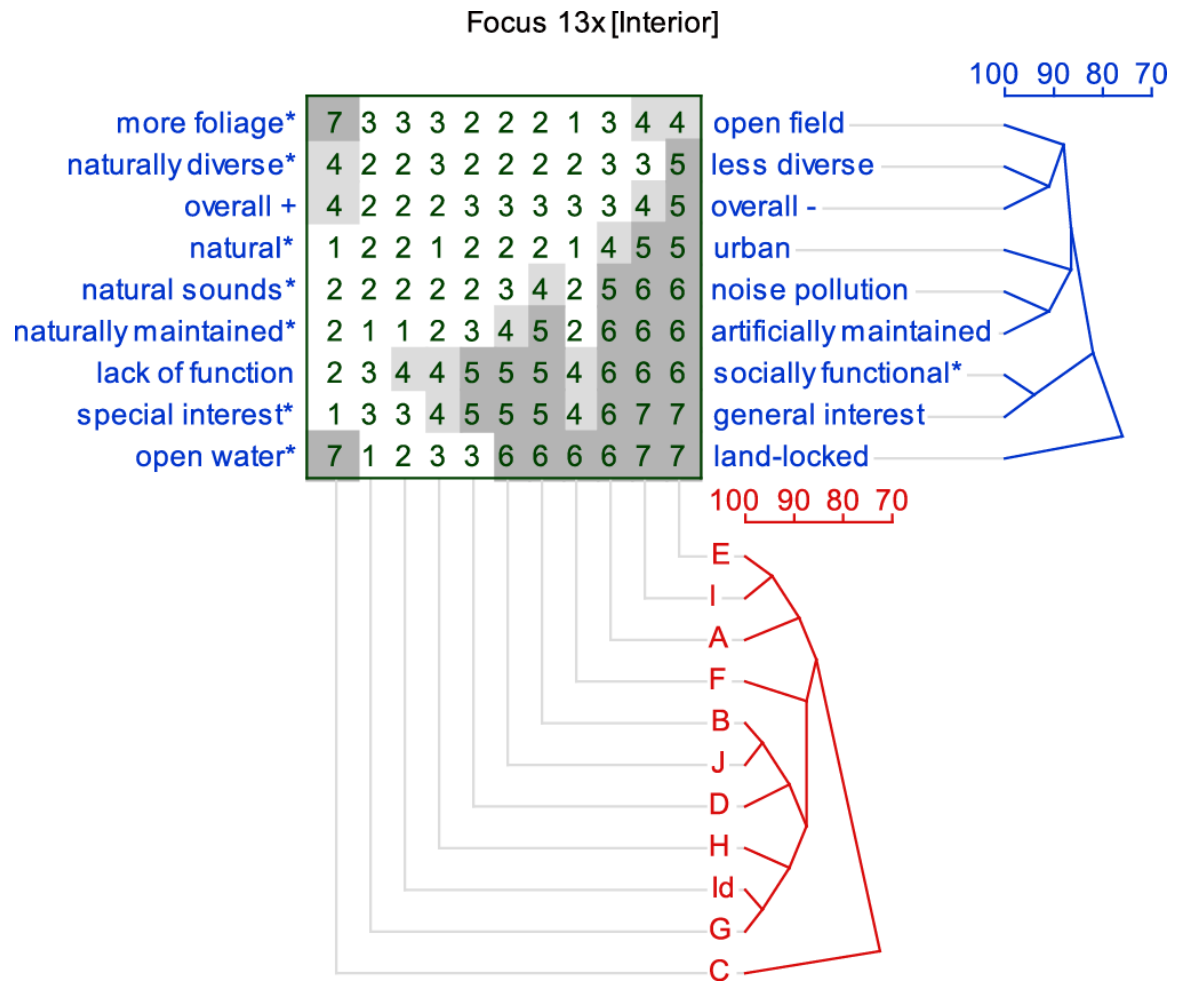 Focus 13x [Interior]
100 90 80 70
more foliage* 7 3 3 3 2 2 2 1 3 4 4 open field
naturally diverse* 4 2 2 3 2 2 2 2 3 3 5 less diverse
overall + 4 2 2 2 3 3 3 3 3 4 5 overall -
natural* 1 2 2 1 2 2 2 1 4 5 5 urban
natural sounds* 2 2 2 2 2 3 4 2 5 6 6 noise pollution
naturally maintained* 2 1 1 2 3 4 5 2 6 6 6 artificially maintained
lack of function 2 3 4 4 5 5 5 4 6 6 6 socially functional*
special interest* 1 3 3 4 5 5 5 4 6 7 7 general interest
open water* 7 1 2 3 3 6 6 6 6 7 7 land-locked
100 90 80 70
E
I
A
F
B
J
D
H
Id
G
C